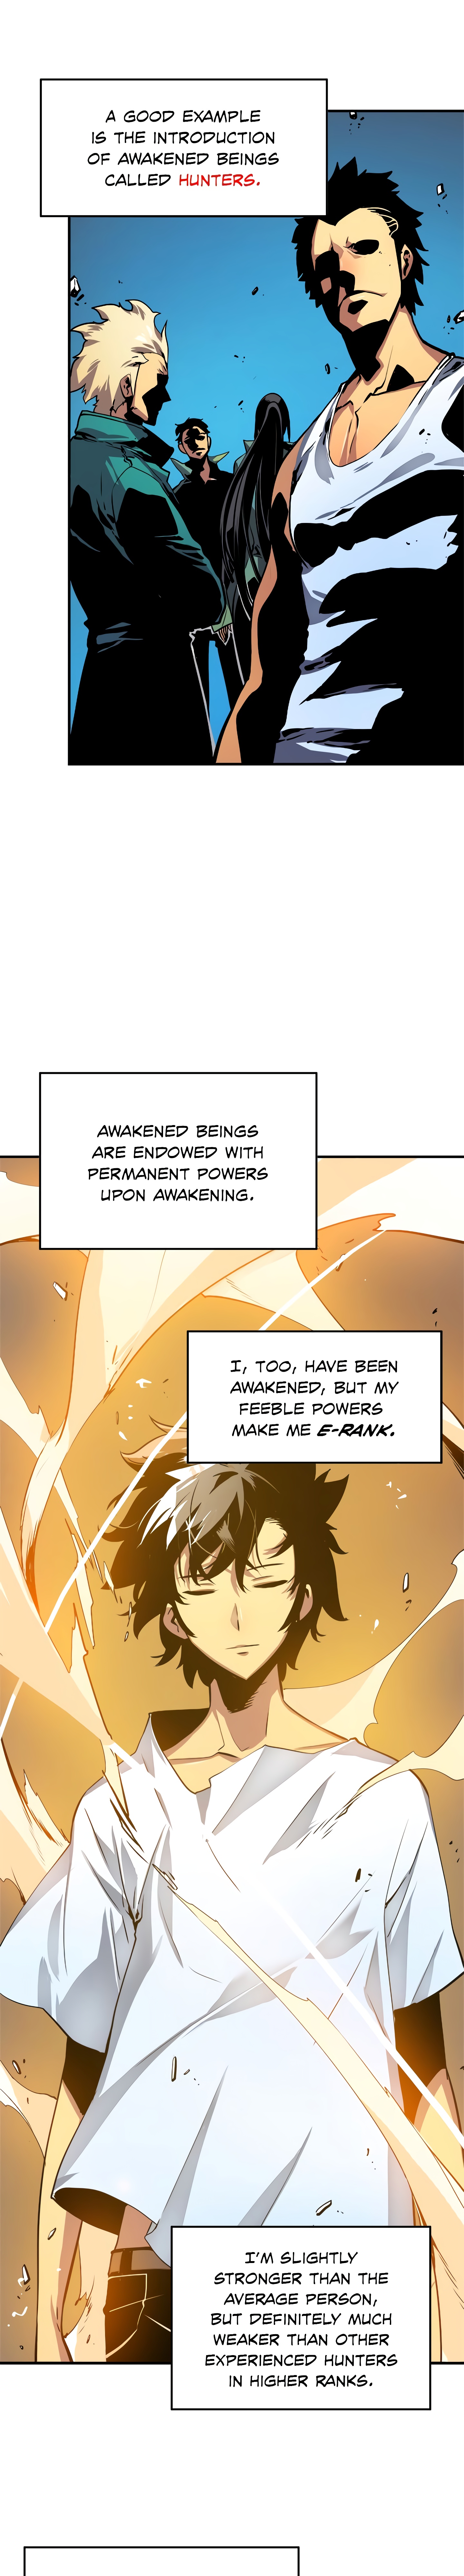 A GOOD EXAMPLE
IS THE INTRODUCTION
OF AWAKENED BEINGS
CALLED HUNTERS.
AWAKENED BEINGS
ARE ENDOWED WITH
PERMANENT POWERS
UPON AWAKENING.
I, TOO, HAVE BEEN
AWAKENED, BUT MY
FEEBLE POWERS
MAKE ME E-RANK.
I'M SLIGHTLY
STRONGER THAN THE
AVERAGE PERSON,
BUT DEFINITELY MUCH
WEAKER THAN OTHER
EXPERIENCED HUNTERS
IN HIGHER RANKS.